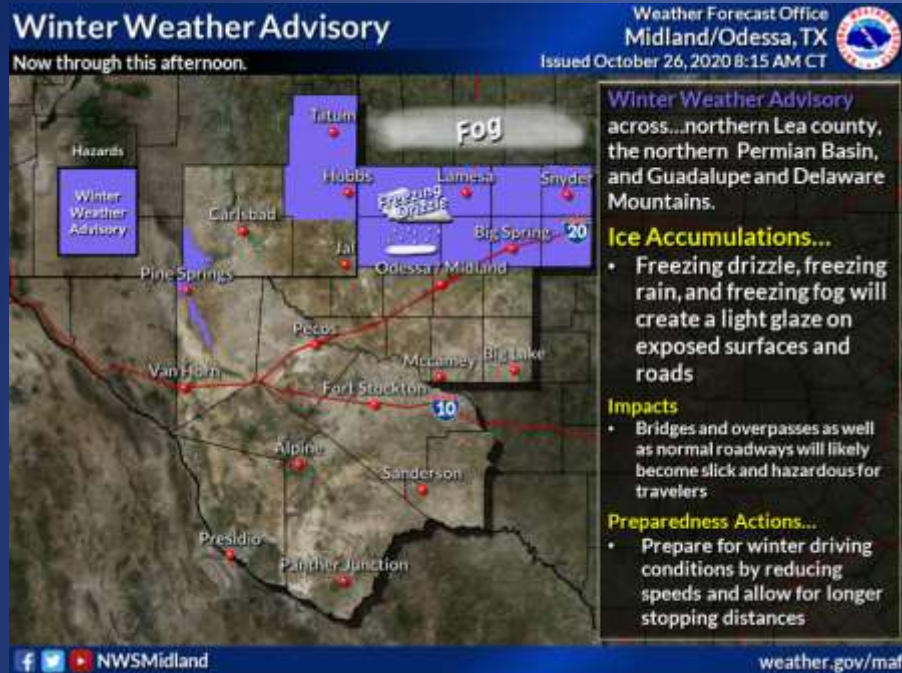 Winter Weather Advisory
Now through this afternoon.
Weather Forecast Office
Midland/Odessa, TX
Issued October 26, 2020 8:15 AM CT
Hazards
Winter
Weather
Advisory
Tatum
Fog
Hobbs
Lamesa
Snyder
Freezing
Drizzle
Carlsbad
Jal
Big Spring
20
Odessa / Midland
Pine Springs
Pecos
Mccamey
Big Lake
Van Horn
Fort Stockton
10
Alpine
Sanderson
Presidio
Panther Junction
Winter Weather Advisory
across...northern Lea county,
the northern Permian Basin,
and Guadalupe and Delaware
Mountains.
Ice Accumulations...
• Freezing drizzle, freezing
rain, and freezing fog will
create a light glaze on
exposed surfaces and
roads
Impacts
• Bridges and overpasses as well
as normal roadways will likely
become slick and hazardous for
travelers
Preparedness Actions...
• Prepare for winter driving
conditions by reducing
speeds and allow for longer
stopping distances
NWSMidland
weather.gov/maf